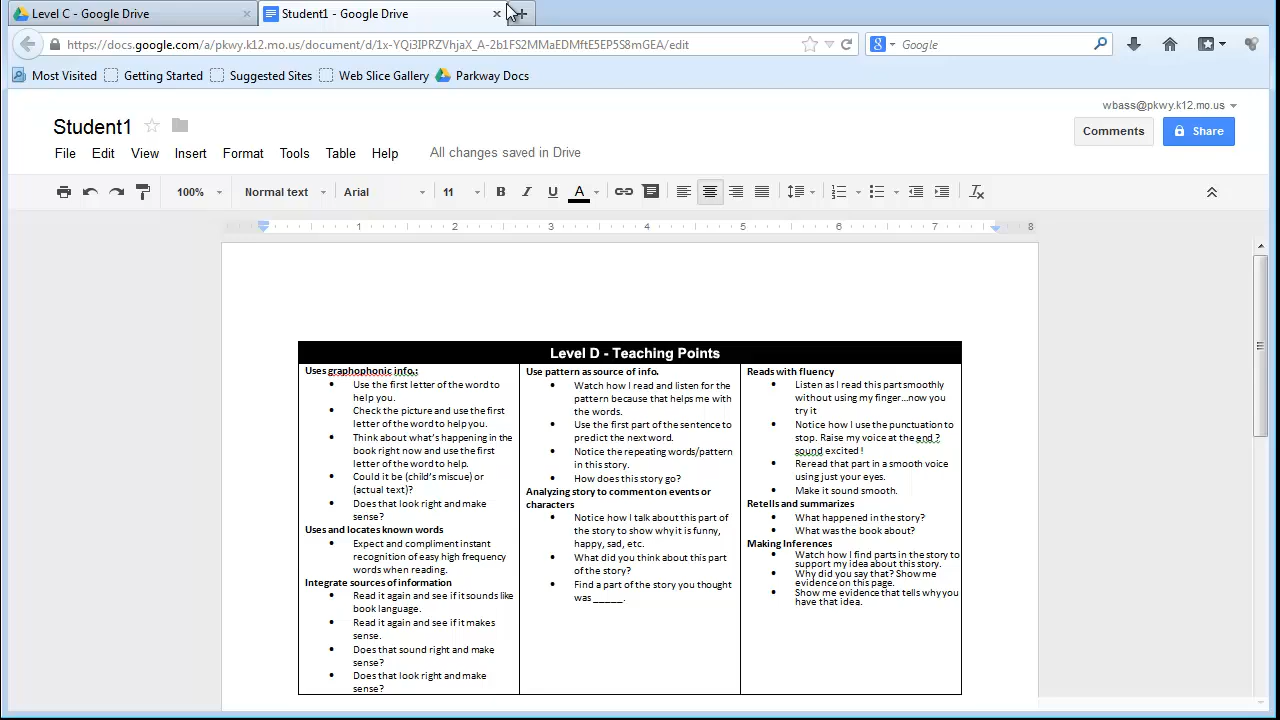 Level C - Google Drive
Student1 - Google Drive
https://docs.google.com/a/pkwy.k12.mo.us/document/d/1x-YQi3IPRZVhjaX_A-2b1FS2MMaEDMftE5EP5S8mGEA/edit
Google
Most Visited Getting Started Suggested Sites Web Slice Gallery Parkway Docs
wbass@pkwy.k12.mo.us
Student1
Comments Share
File Edit View Insert Format Tools Table Help All changes saved in Drive
100% Normal text Arial 11 B I U A
1 2 3 4 5 6 7 8
Level D - Teaching Points
Uses graphophonic info.:
• Use the first letter of the word to
help you.
• Check the picture and use the first
letter of the word to help you.
• Think about what's happening in the
book right now and use the first
letter of the word to help.
• Could it be (child's miscue) or
(actual text)?
• Does that look right and make
sense?
Uses and locates known words
• Expect and compliment instant
recognition of easy high frequency
words when reading.
Integrate sources of information
• Read it again and see if it sounds like
book language.
• Read it again and see if it makes
sense.
• Does that sound right and make
sense?
• Does that look right and make
sense?
Use pattern as source of info.
• Watch how I read and listen for the
pattern because that helps me with
the words.
• Use the first part of the sentence to
predict the next word.
• Notice the repeating words/pattern
in this story.
• How does this story go?
Analyzing story to comment on events or
characters
• Notice how I talk about this part of
the story to show why it is funny,
happy, sad, etc.
• What did you think about this part
of the story?
• Find a part of the story you thought
was _____.
Reads with fluency
• Listen as I read this part smoothly
without using my finger...now you
try it
• Notice how I use the punctuation to
stop. Raise my voice at the end ?
sound excited !
• Reread that part in a smooth voice
using just your eyes.
• Make it sound smooth.
Retells and summarizes
• What happened in the story?
• What was the book about?
Making Inferences
• Watch how I find parts in the story to
support my idea about this story.
• Why did you say that? Show me
evidence on this page.
• Show me evidence that tells why you
have that idea.